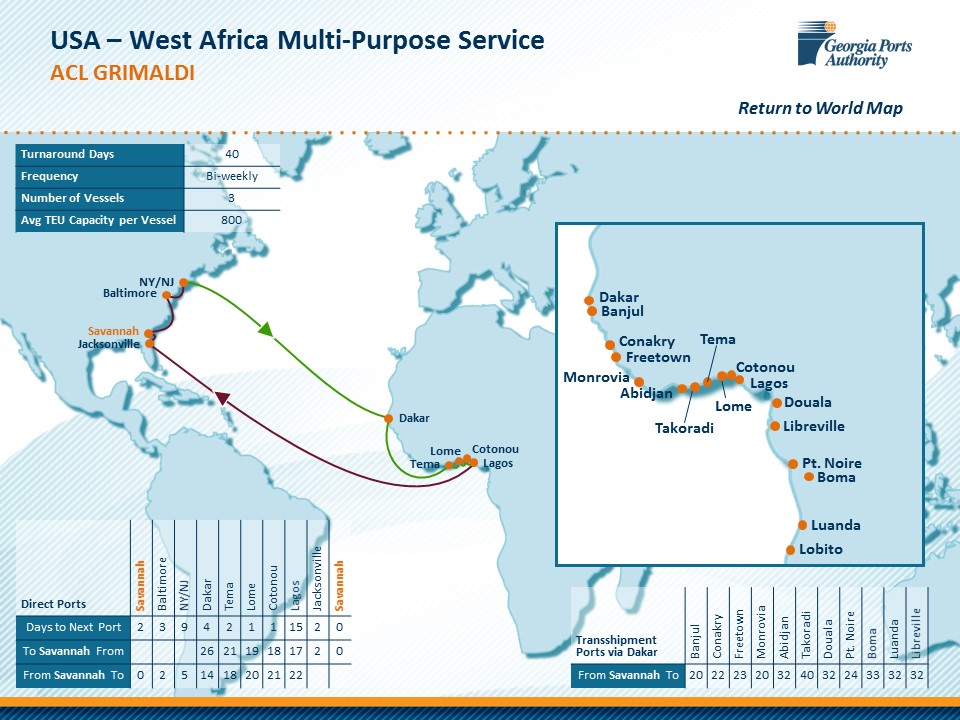 USA – West Africa Multi-Purpose Service
ACL GRIMALDI
Georgia Ports
Authority
Return to World Map
Turnaround Days 40
Frequency Bi-weekly
Number of Vessels 3
Avg TEU Capacity per Vessel 800
NY/NJ
Baltimore
Savannah
Jacksonville
Dakar
Lome Cotonou
Tema Lagos
Dakar
Banjul
Conakry Tema
Freetown
Monrovia Cotonou
Abidjan Lagos
Lome Douala
Takoradi Libreville
Pt. Noire
Boma
Luanda
Lobito
Direct Ports Savannah Baltimore NY/NJ Dakar Tema Lome Cotonou Lagos Jacksonville Savannah
Days to Next Port 2 3 9 4 2 1 1 15 2 0
To Savannah From 26 21 19 18 17 2 0
From Savannah To 0 2 5 14 18 20 21 22
Transshipment
Ports via Dakar Banjul Conakry Freetown Monrovia Abidjan Takoradi Douala Pt. Noire Boma Luanda Libreville
From Savannah To 20 22 23 20 32 40 32 24 33 32 32